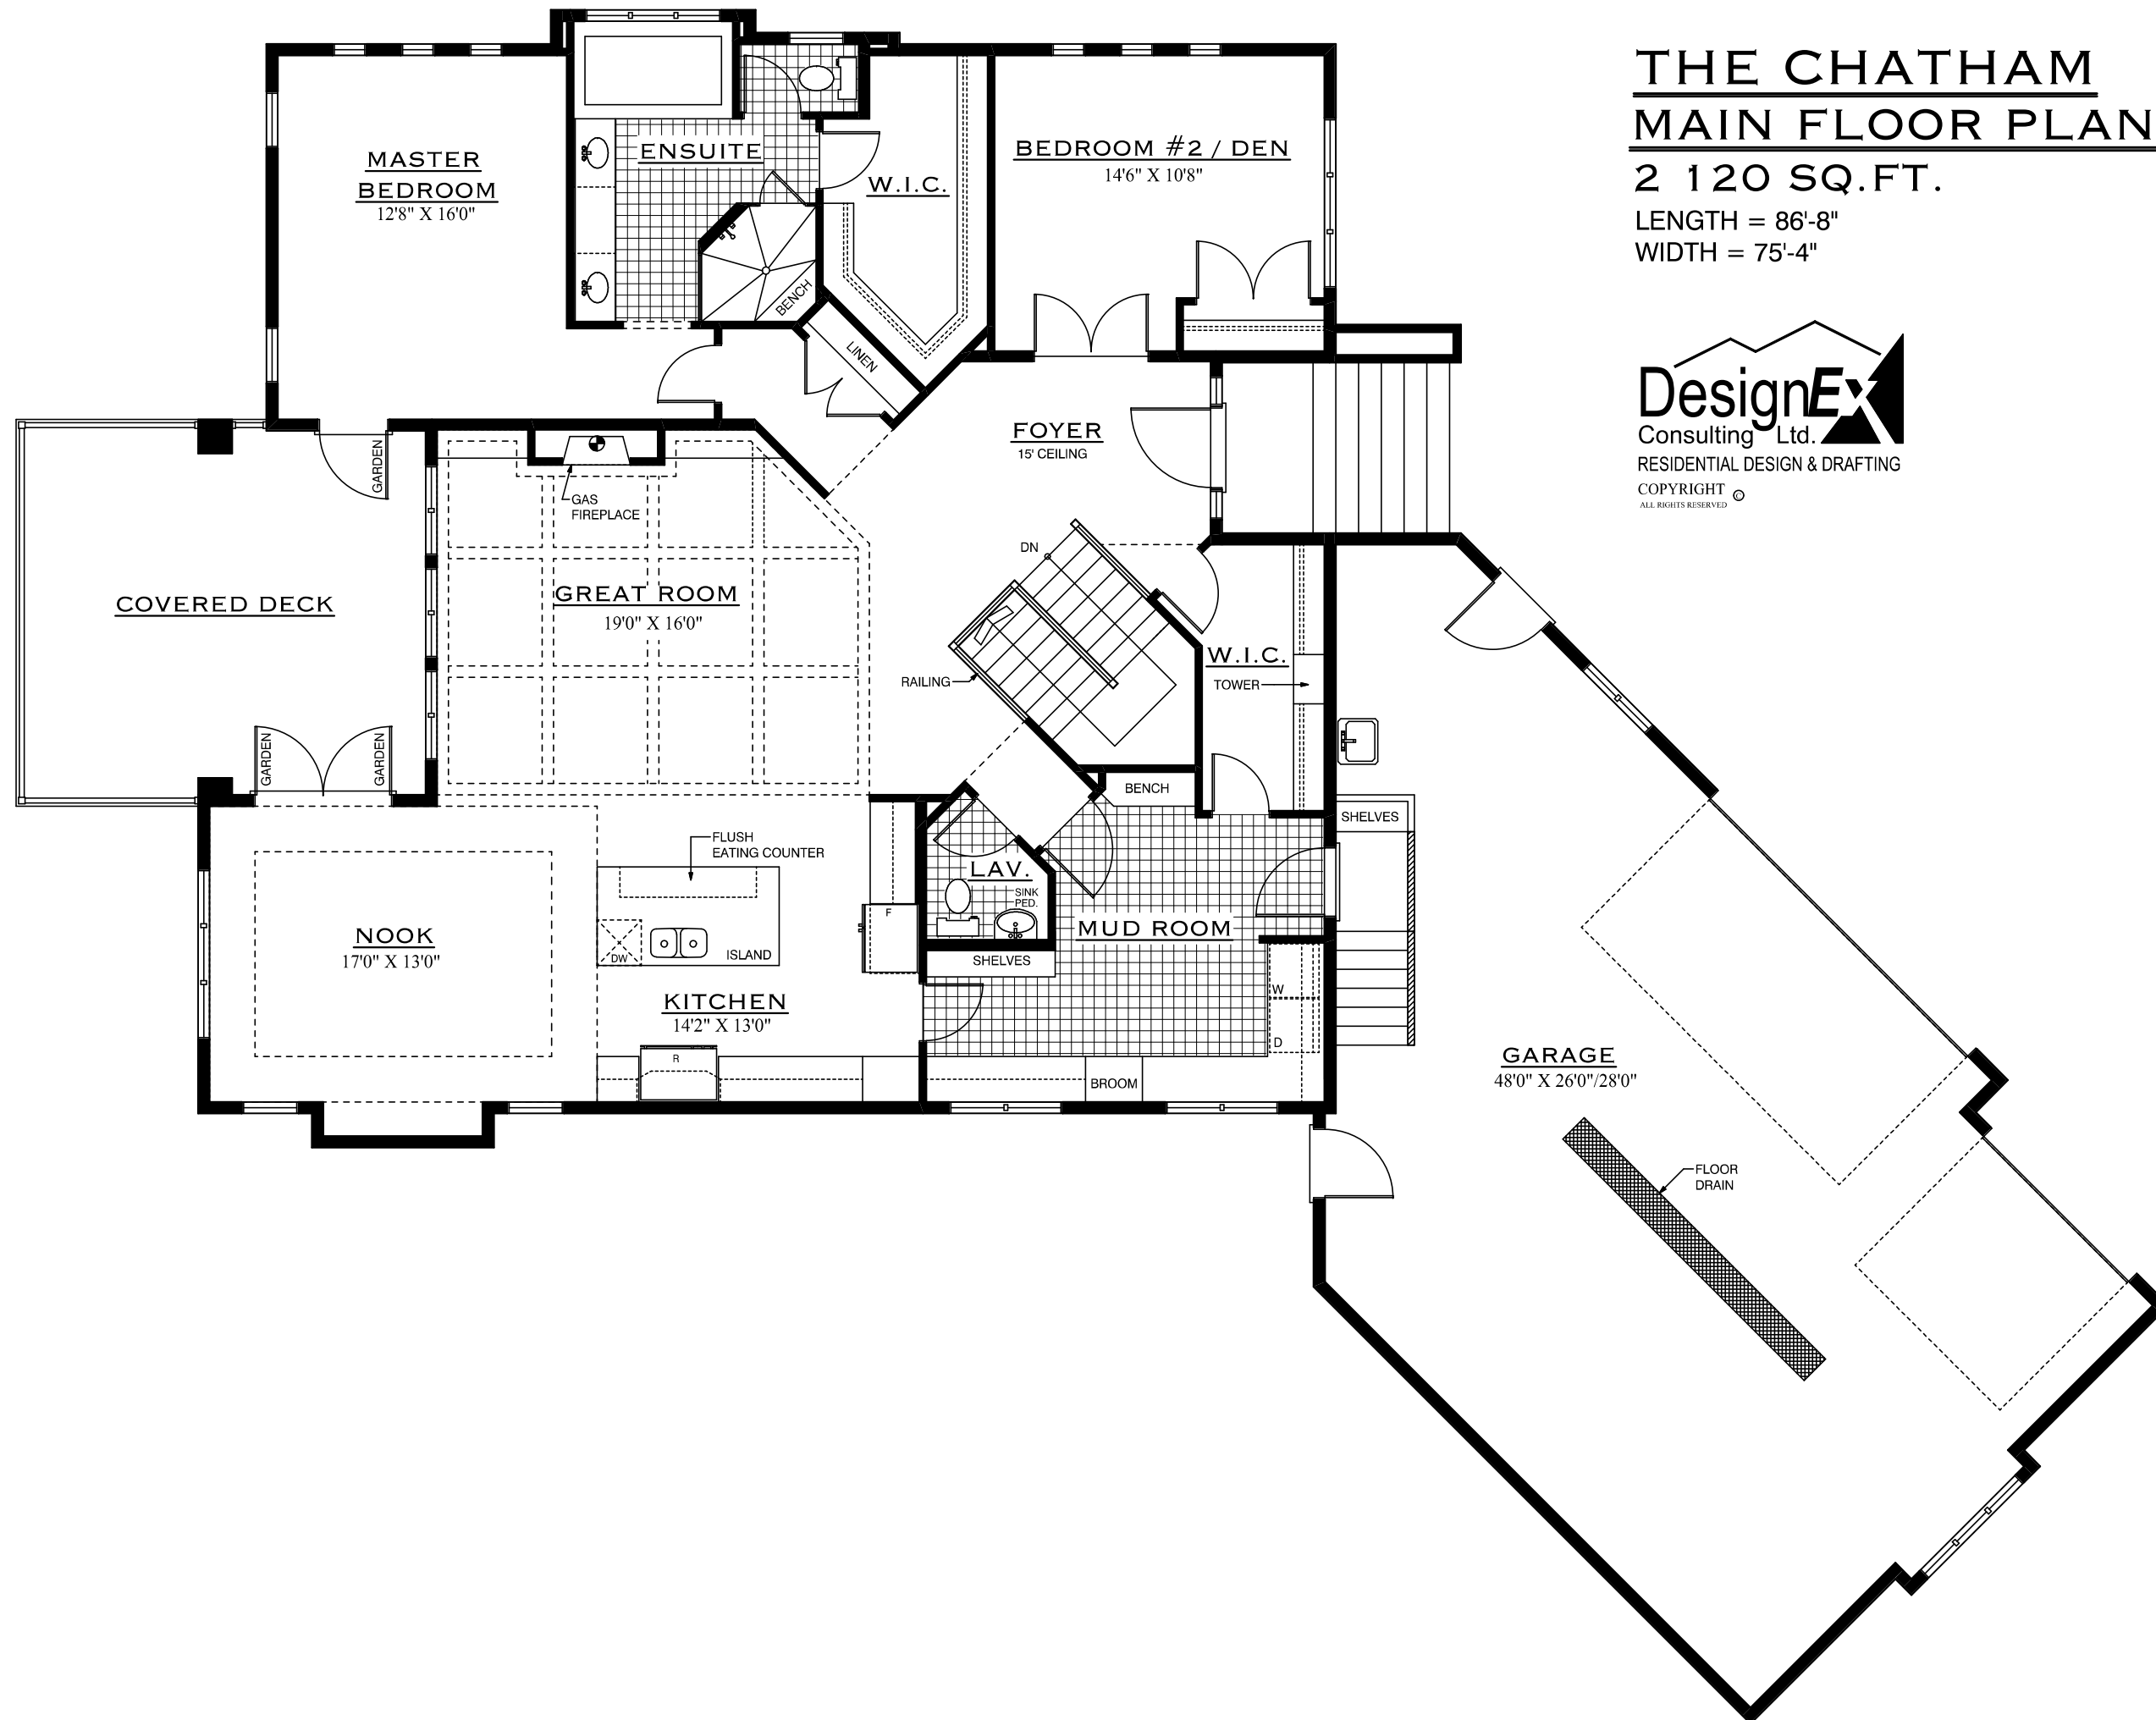 THE CHATHAM
MAIN FLOOR PLAN
2 120 SQ.FT.
LENGTH = 86'-8"
WIDTH = 75'-4"
DesignEx
Consulting Ltd.
RESIDENTIAL DESIGN & DRAFTING
COPYRIGHT ©
ALL RIGHTS RESERVED
MASTER
BEDROOM
12'8" X 16'0"
ENSUITE
W.I.C.
BENCH
LINEN
BEDROOM #2 / DEN
14'6" X 10'8"
FOYER
15' CEILING
GARDEN
GAS
FIREPLACE
COVERED DECK
GREAT ROOM
19'0" X 16'0"
DN
RAILING
W.I.C.
TOWER
GARDEN
GARDEN
BENCH
SHELVES
FLUSH
EATING COUNTER
LAV.
SINK
PED.
F
MUD ROOM
NOOK
17'0" X 13'0"
DW
ISLAND
SHELVES
W
D
KITCHEN
14'2" X 13'0"
R
BROOM
GARAGE
48'0" X 26'0"/28'0"
FLOOR
DRAIN